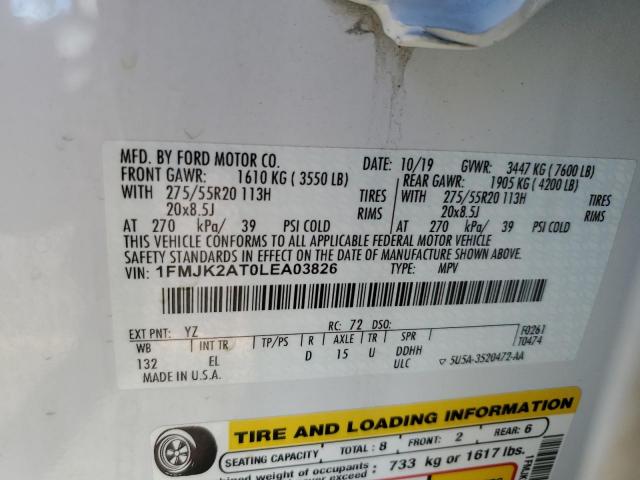 MFD. BY FORD MOTOR CO.
DATE: 10/19 GVWR: 3447 KG ( 7600 LB)
FRONT GAWR: 1610 KG ( 3550 LB) REAR GAWR: 1905 KG ( 4200 LB)
WITH 275/55R20 113H TIRES WITH 275/55R20 113H TIRES
20x8.5J RIMS 20x8.5J RIMS
AT 270 kPa/ 39 PSI COLD AT 270 kPa/ 39 PSI COLD
THIS VEHICLE CONFORMS TO ALL APPLICABLE FEDERAL MOTOR VEHICLE
SAFETY STANDARDS IN EFFECT ON THE DATE OF MANUFACTURE SHOWN ABOVE.
VIN: 1FMJK2AT0LEA03826 TYPE: MPV
EXT PNT: YZ RC: 72 DSO: F0261
WB INT TR TP/PS R AXLE TR SPR T0474
132 EL D 15 U DDHH
ULC 5U5A-3520472-AA
MADE IN U.S.A.
TIRE AND LOADING INFORMATION
SEATING CAPACITY TOTAL: 8 FRONT: 2 REAR: 6
weight of occupants 733 kg or 1617 lbs.
1FMJK